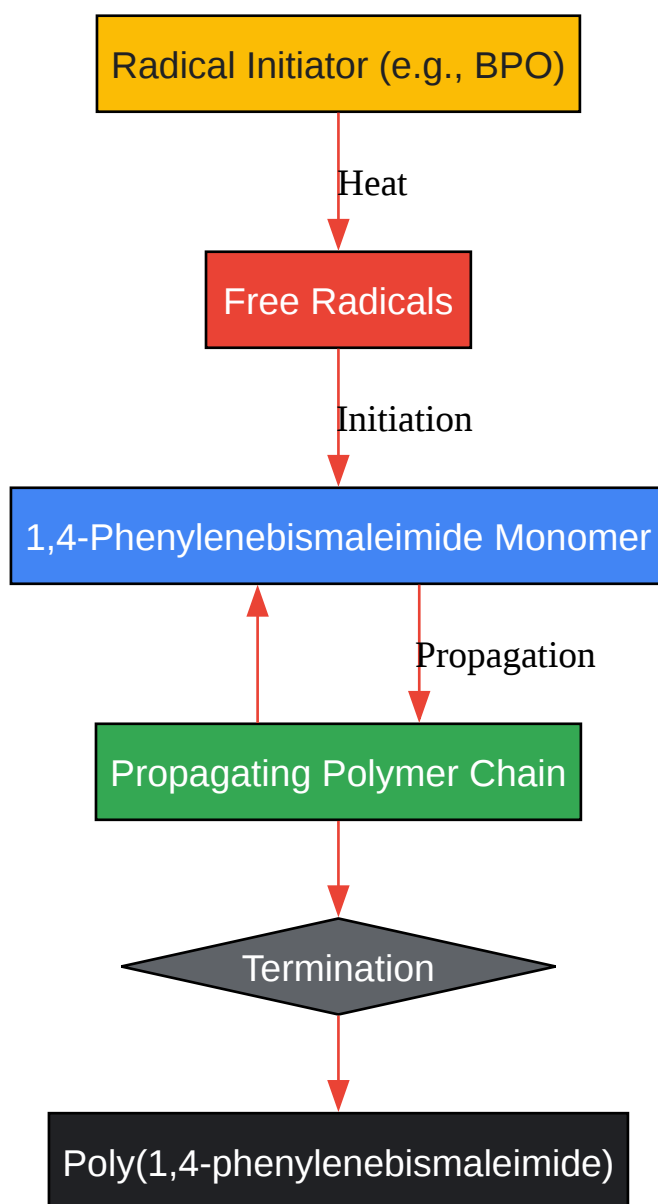 Radical Initiator (e.g., BPO)
Heat
Free Radicals
Initiation
1,4-Phenylenebismaleimide Monomer
Propagation
Propagating Polymer Chain
Termination
Poly(1,4-phenylenebismaleimide)